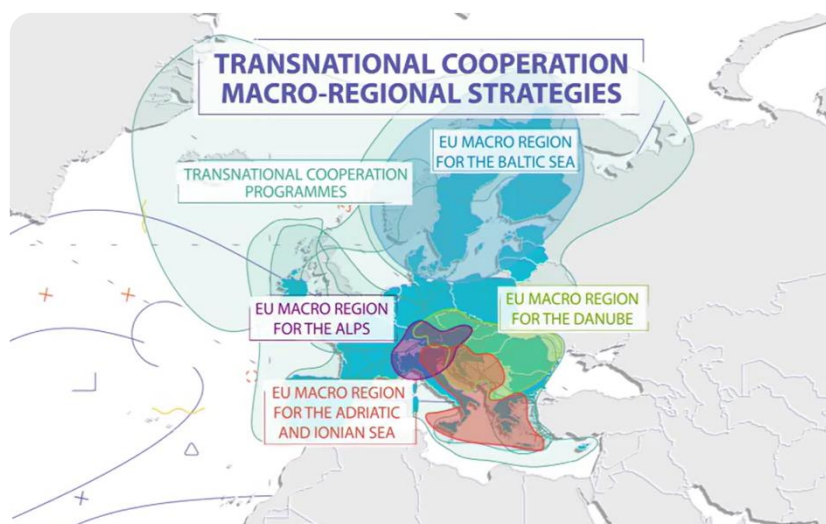 TRANSNATIONAL COOPERATION
MACRO-REGIONAL STRATEGIES
EU MACRO REGION
FOR THE BALTIC SEA
TRANSNATIONAL COOPERATION
PROGRAMMES
EU MACRO REGION
FOR THE ALPS
EU MACRO REGION
FOR THE DANUBE
EU MACRO REGION
FOR THE ADRIATIC
AND IONIAN SEA